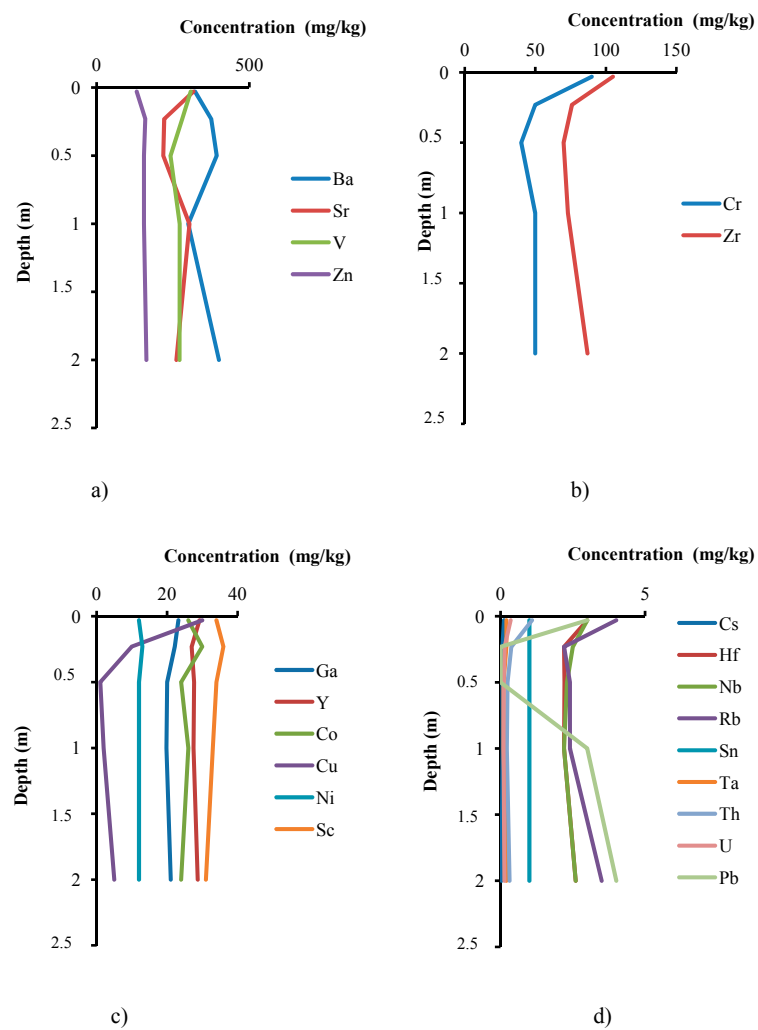 Concentration (mg/kg)
0 500
0
0.5
1
1.5
2
2.5
Depth (m)
Ba
Sr
V
Zn
a)
Concentration (mg/kg)
0 50 100 150
0
0.5
1
1.5
2
2.5
Depth (m)
Cr
Zr
b)
Concentration (mg/kg)
0 20 40
0
0.5
1
1.5
2
2.5
Depth (m)
Ga
Y
Co
Cu
Ni
Sc
c)
Concentration (mg/kg)
0 5
0
0.5
1
1.5
2
2.5
Depth (m)
Cs
Hf
Nb
Rb
Sn
Ta
Th
U
Pb
d)